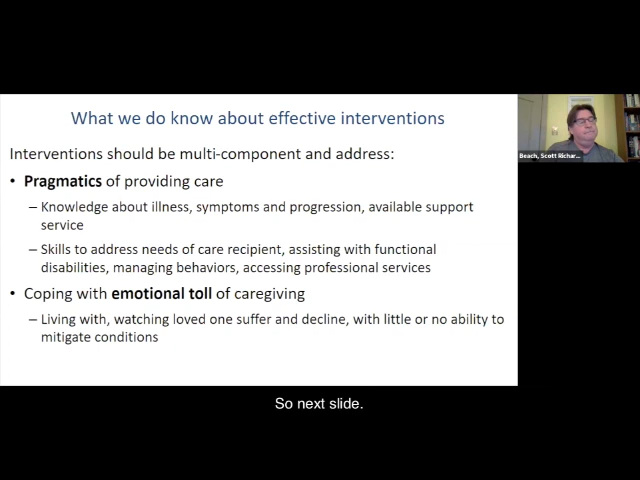 What we do know about effective interventions
Interventions should be multi-component and address:
• Pragmatics of providing care
– Knowledge about illness, symptoms and progression, available support
service
– Skills to address needs of care recipient, assisting with functional
disabilities, managing behaviors, accessing professional services
• Coping with emotional toll of caregiving
– Living with, watching loved one suffer and decline, with little or no ability to
mitigate conditions
Beach, Scott Richar...
So next slide.